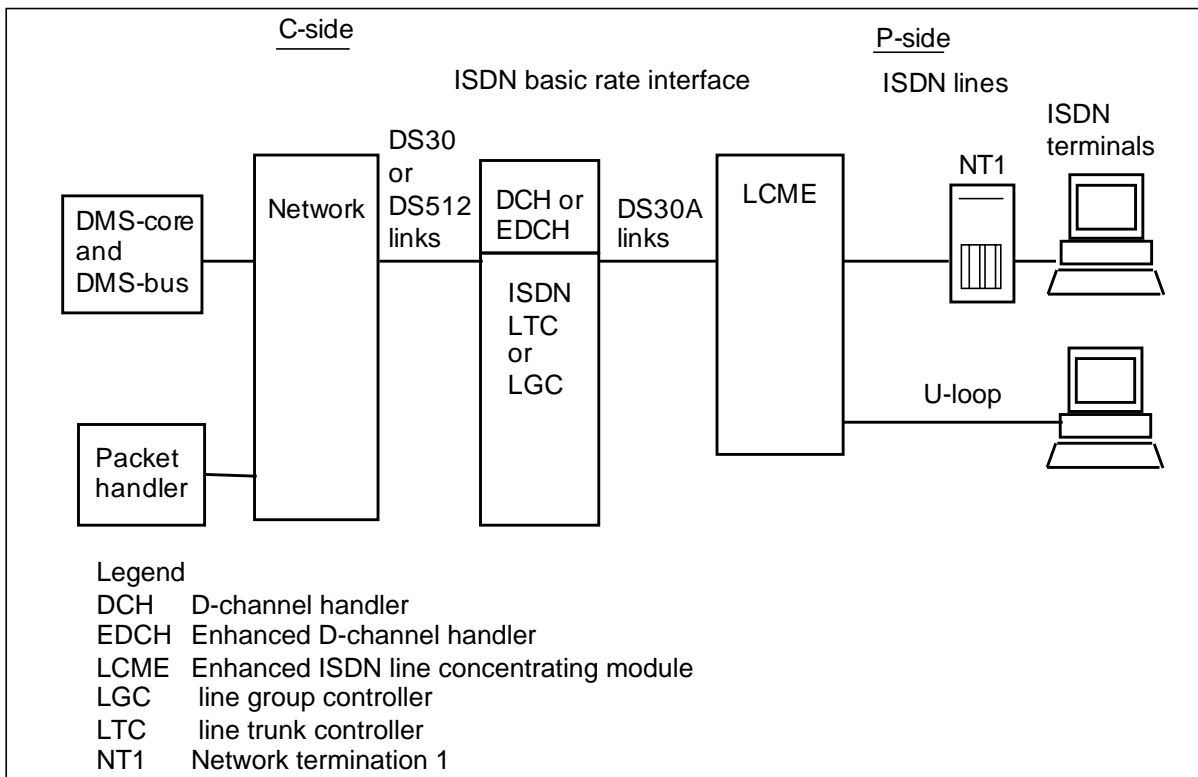 C-side
P-side
ISDN basic rate interface
ISDN lines
ISDN
terminals
DS30
or
DS512
links
NT1
DMS-core
and
DMS-bus
Network
DCH or
EDCH
DS30A
links
LCME
ISDN
LTC
or
LGC
U-loop
Packet
handler
Legend
DCH D-channel handler
EDCH Enhanced D-channel handler
LCME Enhanced ISDN line concentrating module
LGC line group controller
LTC line trunk controller
NT1 Network termination 1